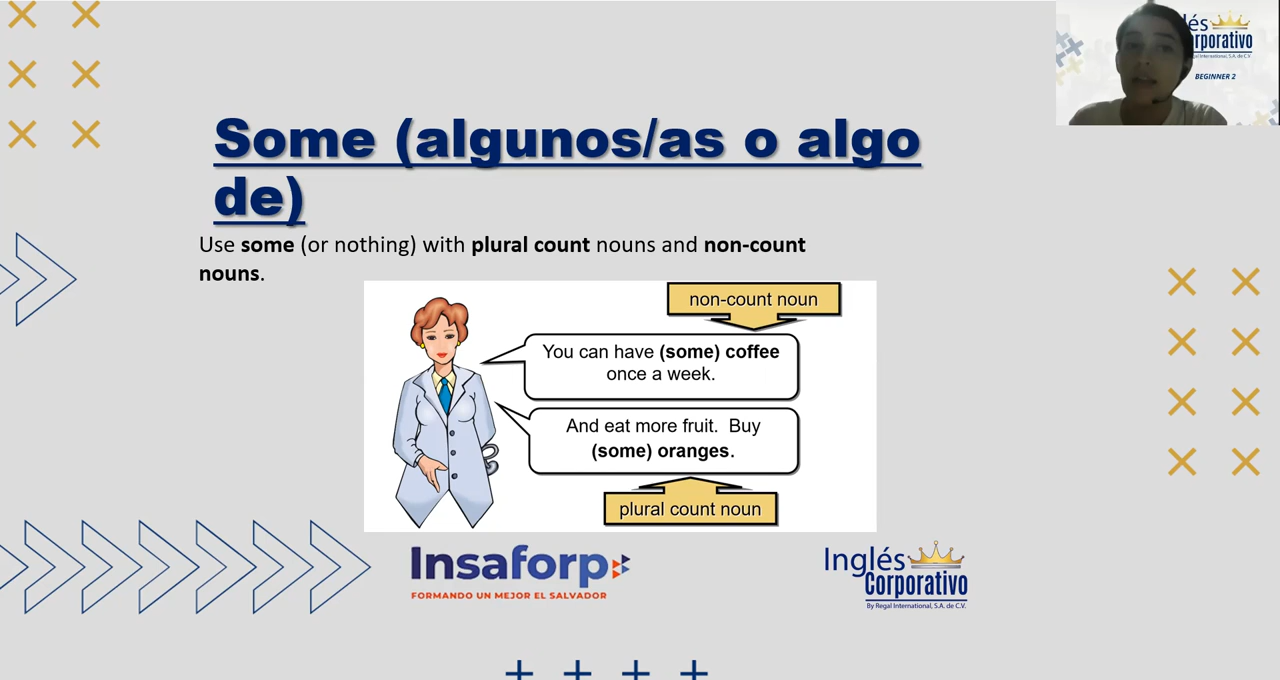 Inglés
Corporativo
By Regal International, S.A. de C.V.
BEGINNER 2
Some (algunos/as o algo
de)
Use some (or nothing) with plural count nouns and non-count
nouns.
non-count noun
You can have (some) coffee
once a week.
And eat more fruit. Buy
(some) oranges.
plural count noun
Insaforp
FORMANDO UN MEJOR EL SALVADOR